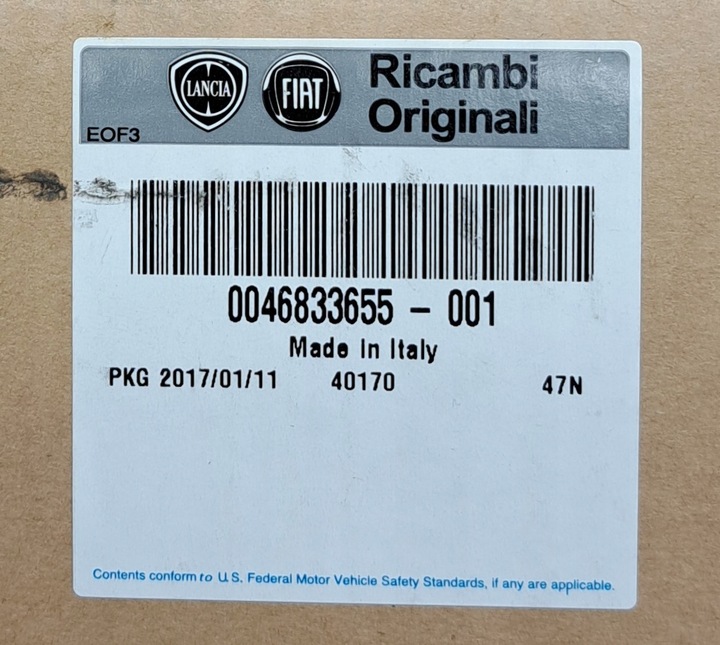 LANCIA
FIAT
Ricambi
Originali
EOF3
0046833655 - 001
Made In Italy
PKG 2017/01/11 40170 47N
Contents conform to U.S. Federal Motor Vehicle Safety Standards, if any are applicable.